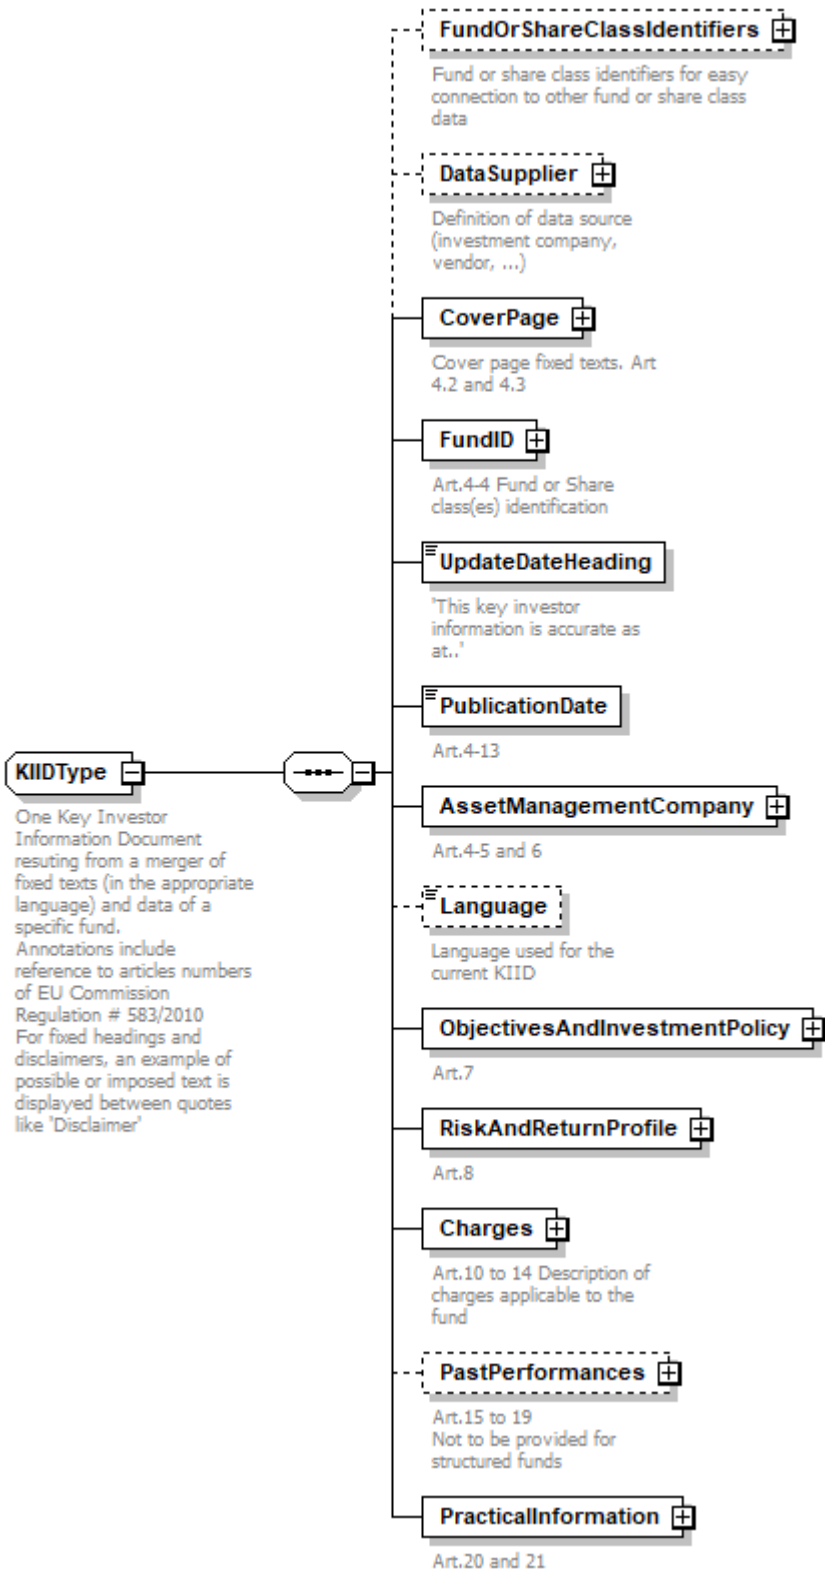 FundOrShareClassIdentifiers
Fund or share class identifiers for easy
connection to other fund or share class
data
DataSupplier
Definition of data source
(investment company,
vendor, ...)
CoverPage
Cover page fixed texts. Art
4.2 and 4.3
FundID
Art.4-4 Fund or Share
class(es) identification
UpdateDateHeading
'This key investor
information is accurate as
at..'
PublicationDate
Art.4-13
KIIDType
One Key Investor
Information Document
resuting from a merger of
fixed texts (in the appropriate
language) and data of a
specific fund.
Annotations include
reference to articles numbers
of EU Commission
Regulation # 583/2010
For fixed headings and
disclaimers, an example of
possible or imposed text is
displayed between quotes
like 'Disclaimer'
AssetManagementCompany
Art.4-5 and 6
Language
Language used for the
current KIID
ObjectivesAndInvestmentPolicy
Art.7
RiskAndReturnProfile
Art.8
Charges
Art.10 to 14 Description of
charges applicable to the
fund
PastPerformances
Art.15 to 19
Not to be provided for
structured funds
PracticalInformation
Art.20 and 21